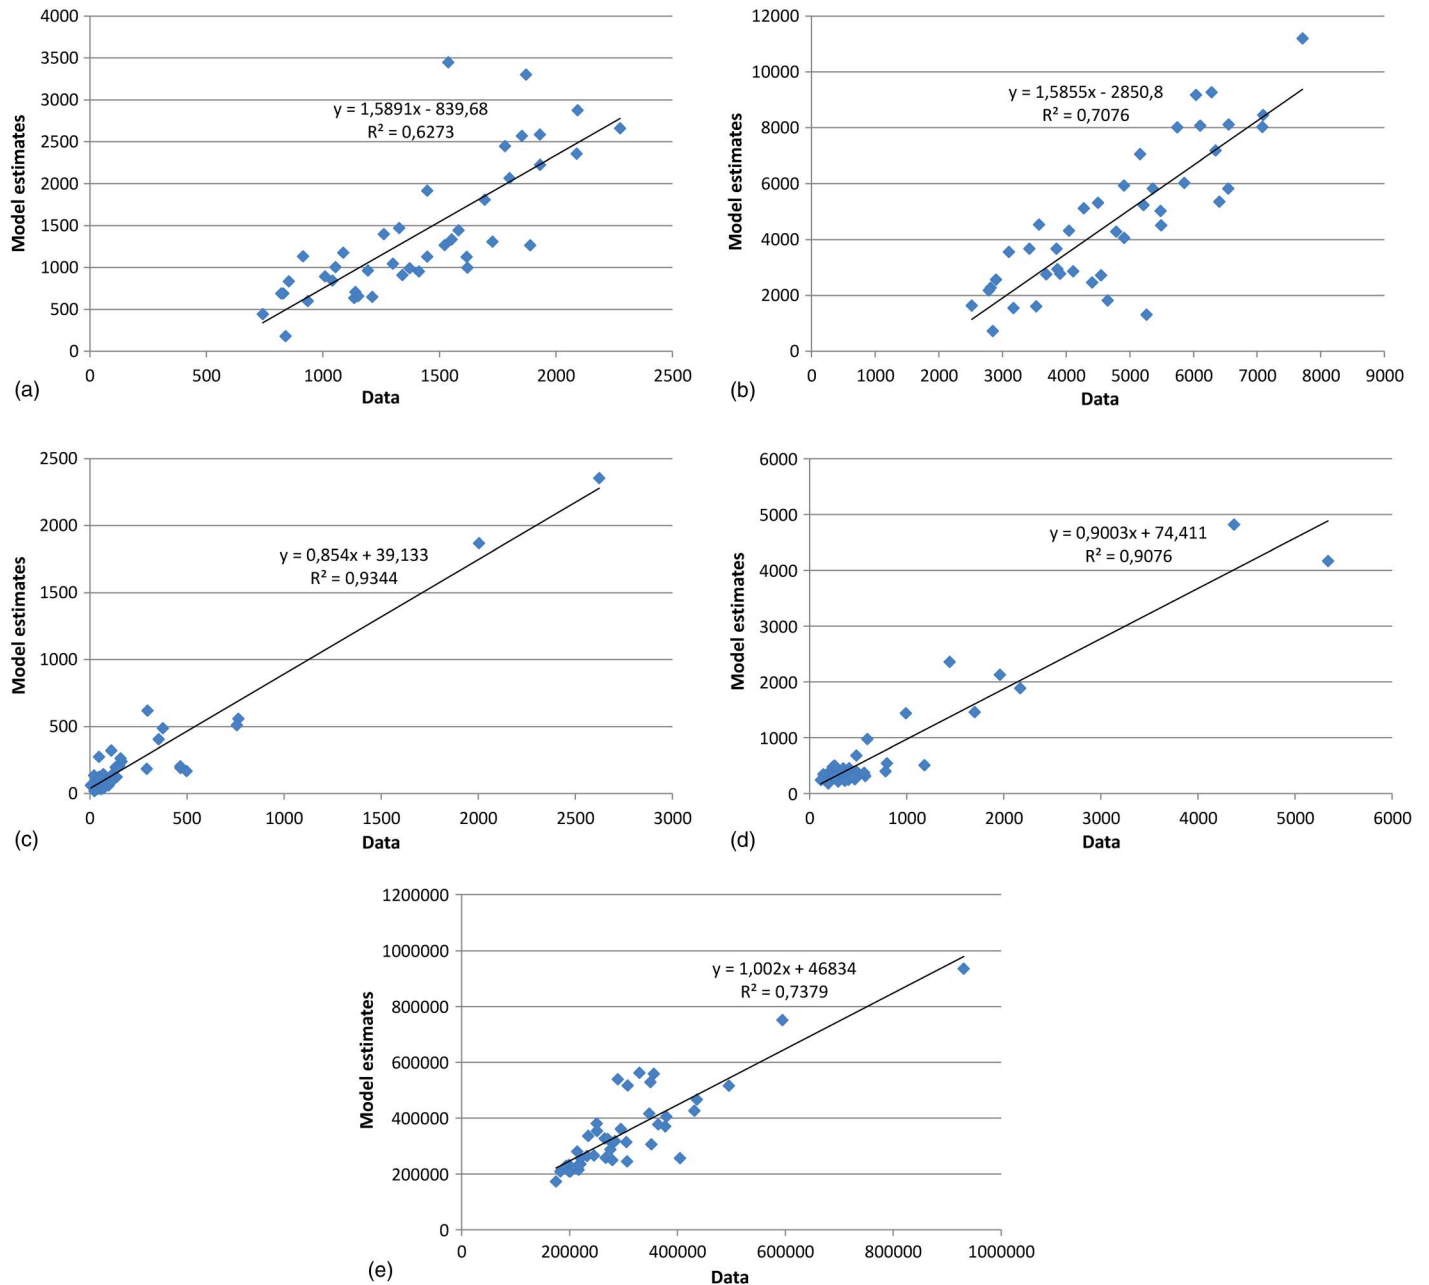 4000
3500
3000
2500
2000
1500
1000
500
0
Model estimates
y = 1,5891x - 839,68
R² = 0,6273
0 500 1000 1500 2000 2500
Data
(a)
12000
10000
8000
6000
4000
2000
0
Model estimates
y = 1,5855x - 2850,8
R² = 0,7076
0 1000 2000 3000 4000 5000 6000 7000 8000 9000
Data
(b)
2500
2000
1500
1000
500
0
Model estimates
y = 0,854x + 39,133
R² = 0,9344
0 500 1000 1500 2000 2500 3000
Data
(c)
6000
5000
4000
3000
2000
1000
0
Model estimates
y = 0,9003x + 74,411
R² = 0,9076
0 1000 2000 3000 4000 5000 6000
Data
(d)
1200000
1000000
800000
600000
400000
200000
0
Model estimates
y = 1,002x + 46834
R² = 0,7379
0 200000 400000 600000 800000 1000000
Data
(e)